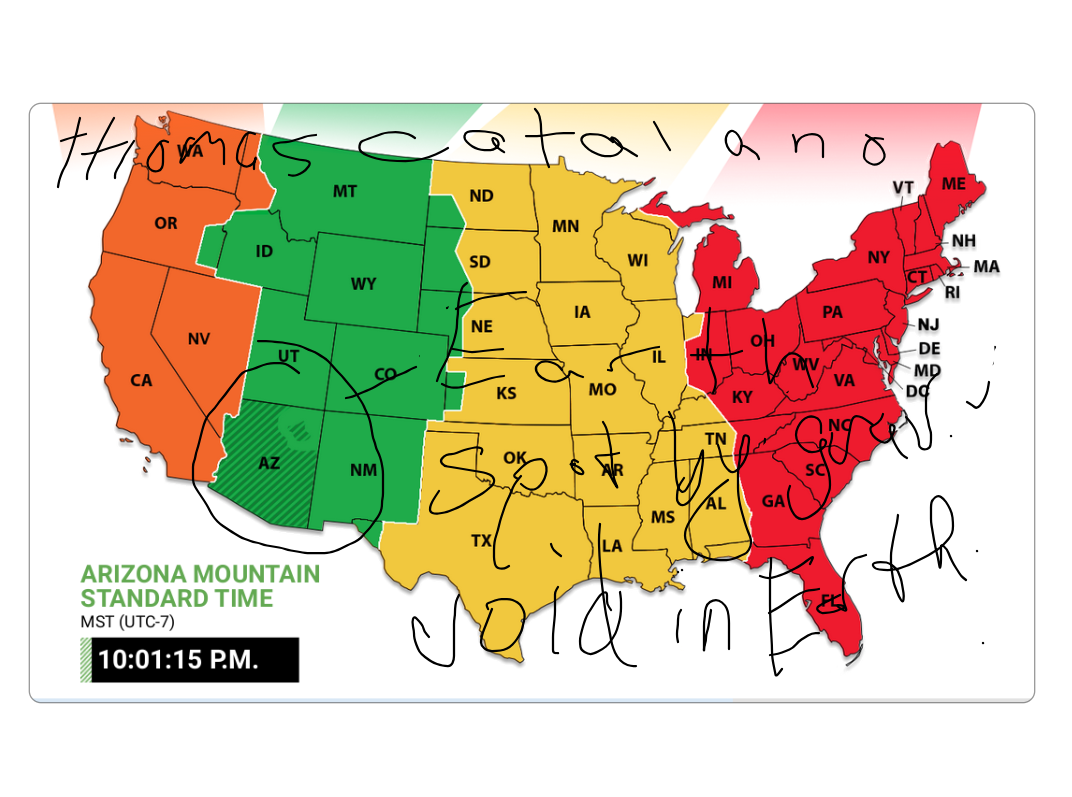 thomas catalano
WA
MT
ND
VT
ME
OR
ID
MN
NH
SD
WI
NY
MA
WY
MI
CT
RI
NV
NE
IA
PA
NJ
UT
IL
IN
OH
DE
CA
CO
KS
MO
WV
VA
MD
DC
Earth
KY
NC
AZ
NM
OK
AR
TN
SC
Spot
MS
AL
GA
TX
LA
FL
sold in Earth
ARIZONA MOUNTAIN
STANDARD TIME
MST (UTC-7)
10:01:15 P.M.